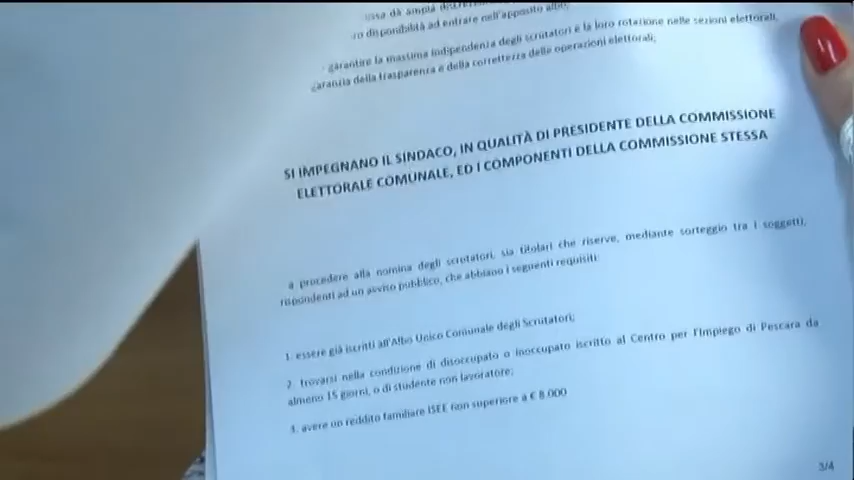 dà ampia
disponibilità ad entrare nell'apposito albo;
garantire la massima indipendenza degli scrutatori e la loro rotazione nelle sezioni elettorali,
garanzia della trasparenza e della correttezza delle operazioni elettorali;
SI IMPEGNANO IL SINDACO, IN QUALITÀ DI PRESIDENTE DELLA COMMISSIONE
ELETTORALE COMUNALE, ED I COMPONENTI DELLA COMMISSIONE STESSA
a procedere alla nomina degli scrotatori, sia titolari che riserve, mediante sorteggio tra i soggetti,
rispondenti ad un avviso pubblico, che abbiano i seguenti requisiti:
1. essere già iscritti all'Albo Unico Comunale degli Scrutatori;
2. trovarsi nella condizione di disoccupato o inoccupato iscritto al Centro per l'Impiego di Pescara da
almeno 15 giorni, o di studente non lavoratore;
3. avere un reddito familiare ISEE non superiore a € 8.000
3/4